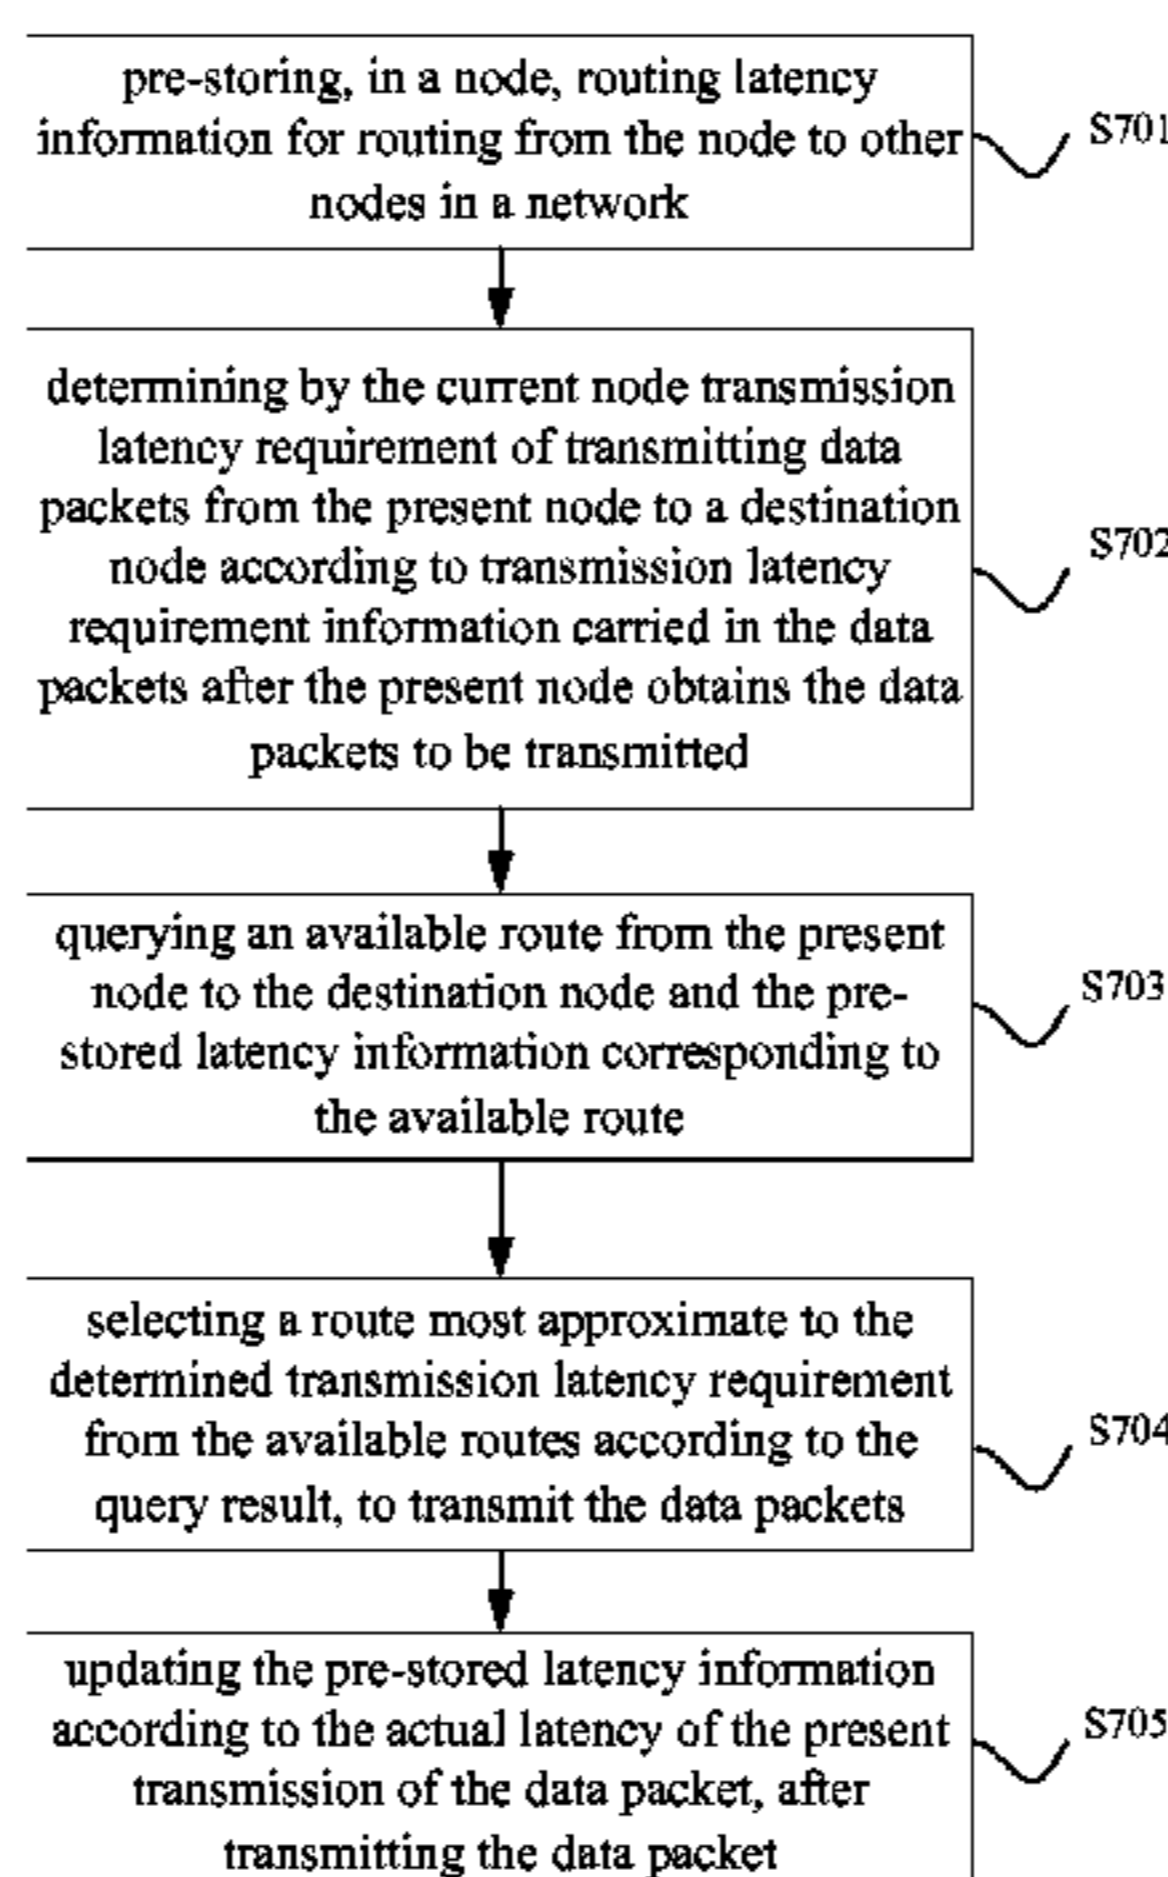 pre-storing, in a node, routing latency
information for routing from the node to other
nodes in a network
S701
determining by the current node transmission
latency requirement of transmitting data
packets from the present node to a destination
node according to transmission latency
requirement information carried in the data
packets after the present node obtains the data
packets to be transmitted
S702
querying an available route from the present
node to the destination node and the pre-
stored latency information corresponding to
the available route
S703
selecting a route most approximate to the
determined transmission latency requirement
from the available routes according to the
query result, to transmit the data packets
S704
updating the pre-stored latency information
according to the actual latency of the present
transmission of the data packet, after
transmitting the data packet
S705